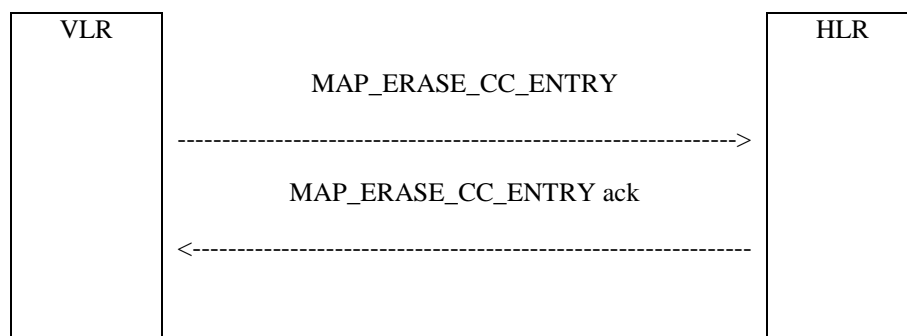 VLR HLR
MAP_ERASE_CC_ENTRY
MAP_ERASE_CC_ENTRY ack